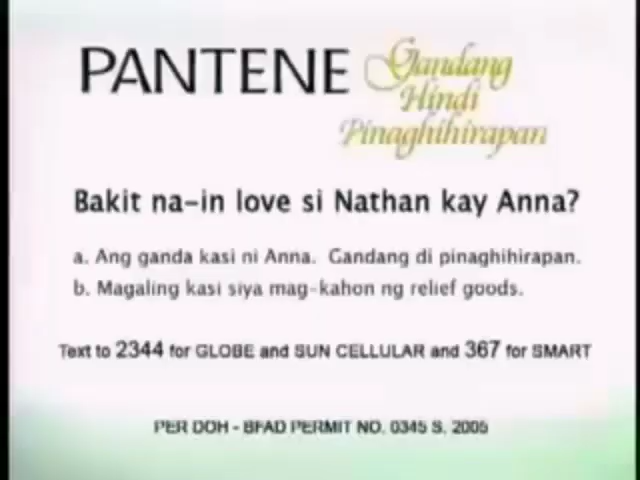 PANTENE Gandang
Hindi
Pinaghihirapan
Bakit na-in love si Nathan kay Anna?
a. Ang ganda kasi ni Anna. Gandang di pinaghihirapan.
b. Magaling kasi siya mag-kahon ng relief goods.
Text to 2344 for GLOBE and SUN CELLULAR and 367 for SMART
PER DOH - BFAD PERMIT NO. 0345 S. 2005